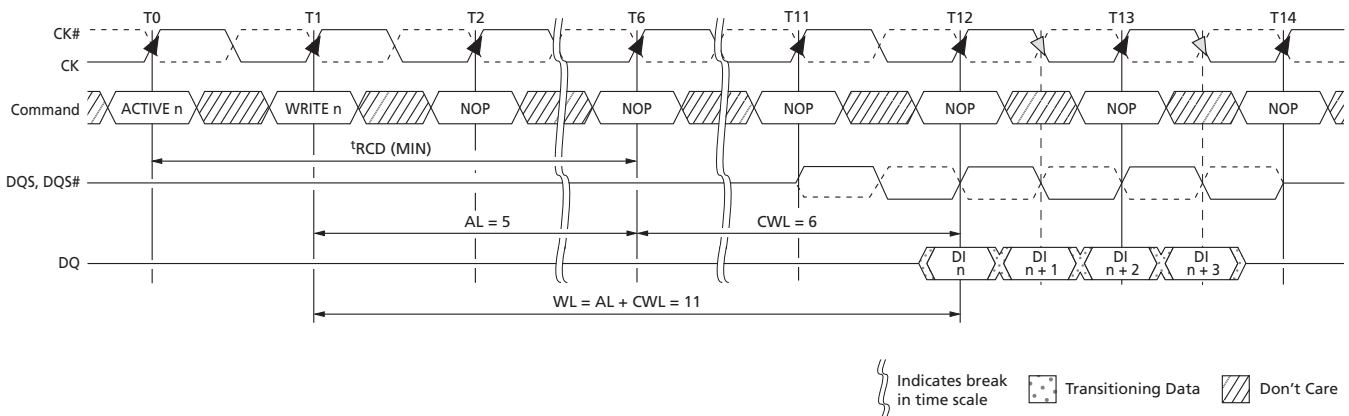 T0 T1 T2 T6 T11 T12 T13 T14
CK#
CK
Command ACTIVE n WRITE n NOP NOP NOP NOP NOP NOP
tRCD (MIN)
DQS, DQS#
AL = 5 CWL = 6
DQ DI n DI n + 1 DI n + 2 DI n + 3
WL = AL + CWL = 11
Indicates break
in time scale
Transitioning Data
Don't Care